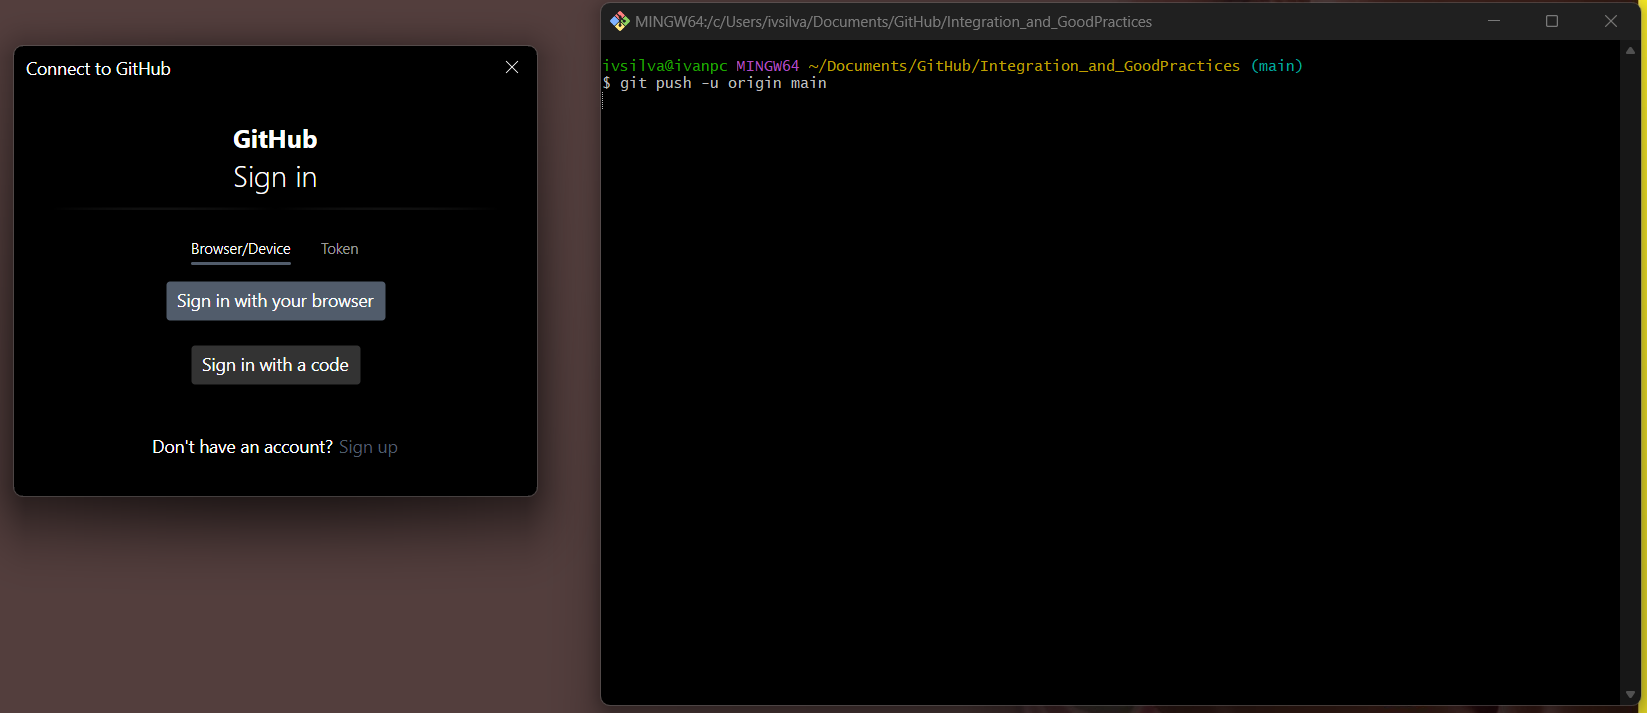 Connect to GitHub
GitHub
Sign in
Browser/Device Token
Sign in with your browser
Sign in with a code
Don't have an account? Sign up
MINGW64:/c/Users/ivsilva/Documents/GitHub/Integration_and_GoodPractices
ivsilva@ivanpc MINGW64 ~/Documents/GitHub/Integration_and_GoodPractices (main)
$ git push -u origin main